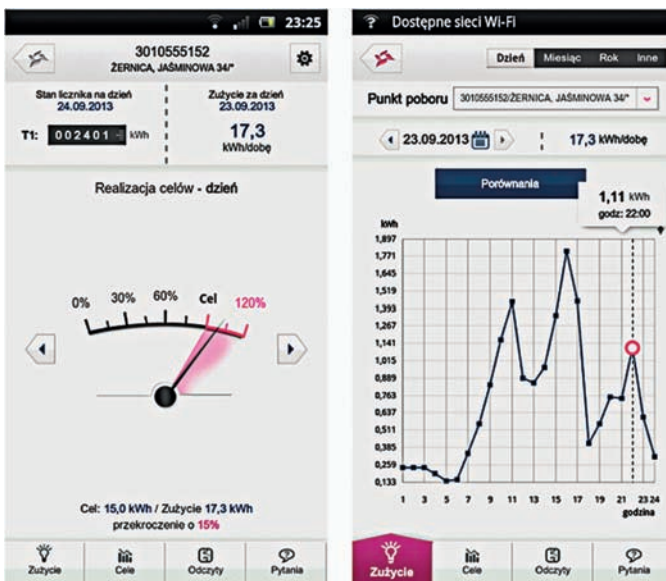 23:25
3010555152
ŻERNICA, JAŚMINOWA 34/"
Stan licznika na dzień
24.09.2013
Zużycie za dzień
23.09.2013
T1: 002401 kWh
17,3
kWh/dobę
Realizacja celów - dzień
0% 30% 60% Cel 120%
Cel: 15,0 kWh / Zużycie 17,3 kWh
przekroczenie o 15%
Zużycie Cele Odczyty Pytania
? Dostępne sieci Wi-Fi
Dzień Miesiąc Rok Inne
Punkt poboru 3010555152/ŻERNICA, JAŚMINOWA 34/"
23.09.2013 17,3 kWh/dobę
Porównania
1,11 kWh
godz: 22:00
kWh
1,897
1,771
1,645
1,519
1,393
1,267
1,141
1,015
0,889
0,763
0,637
0,511
0,385
0,259
0,133
1 3 5 7 9 11 13 15 17 19 21 23 24
godzina
Zużycie Cele Odczyty Pytania